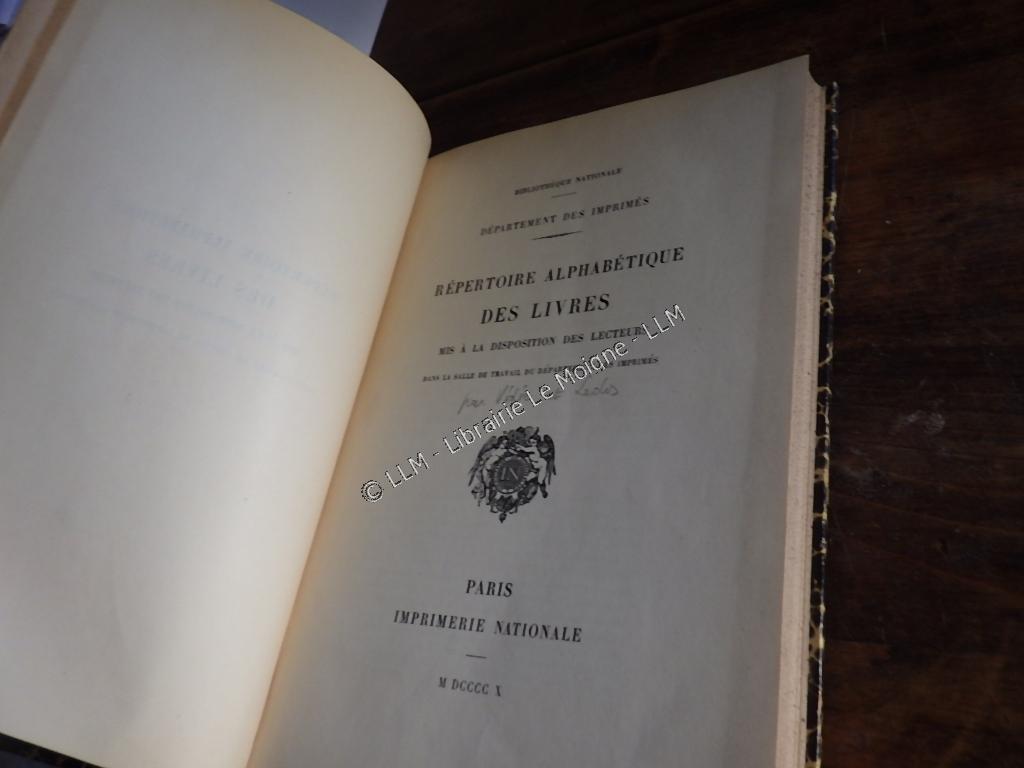 BIBLIOTHÈQUE NATIONALE
DÉPARTEMENT DES IMPRIMÉS
RÉPERTOIRE ALPHABÉTIQUE
DES LIVRES
MIS À LA DISPOSITION DES LECTEURS
DANS LA SALLE DE TRAVAIL DU DÉPARTEMENT DES IMPRIMÉS
par
© LLM - Librairie Le Moigne - LLM
PARIS
IMPRIMERIE NATIONALE
M DCCCC X